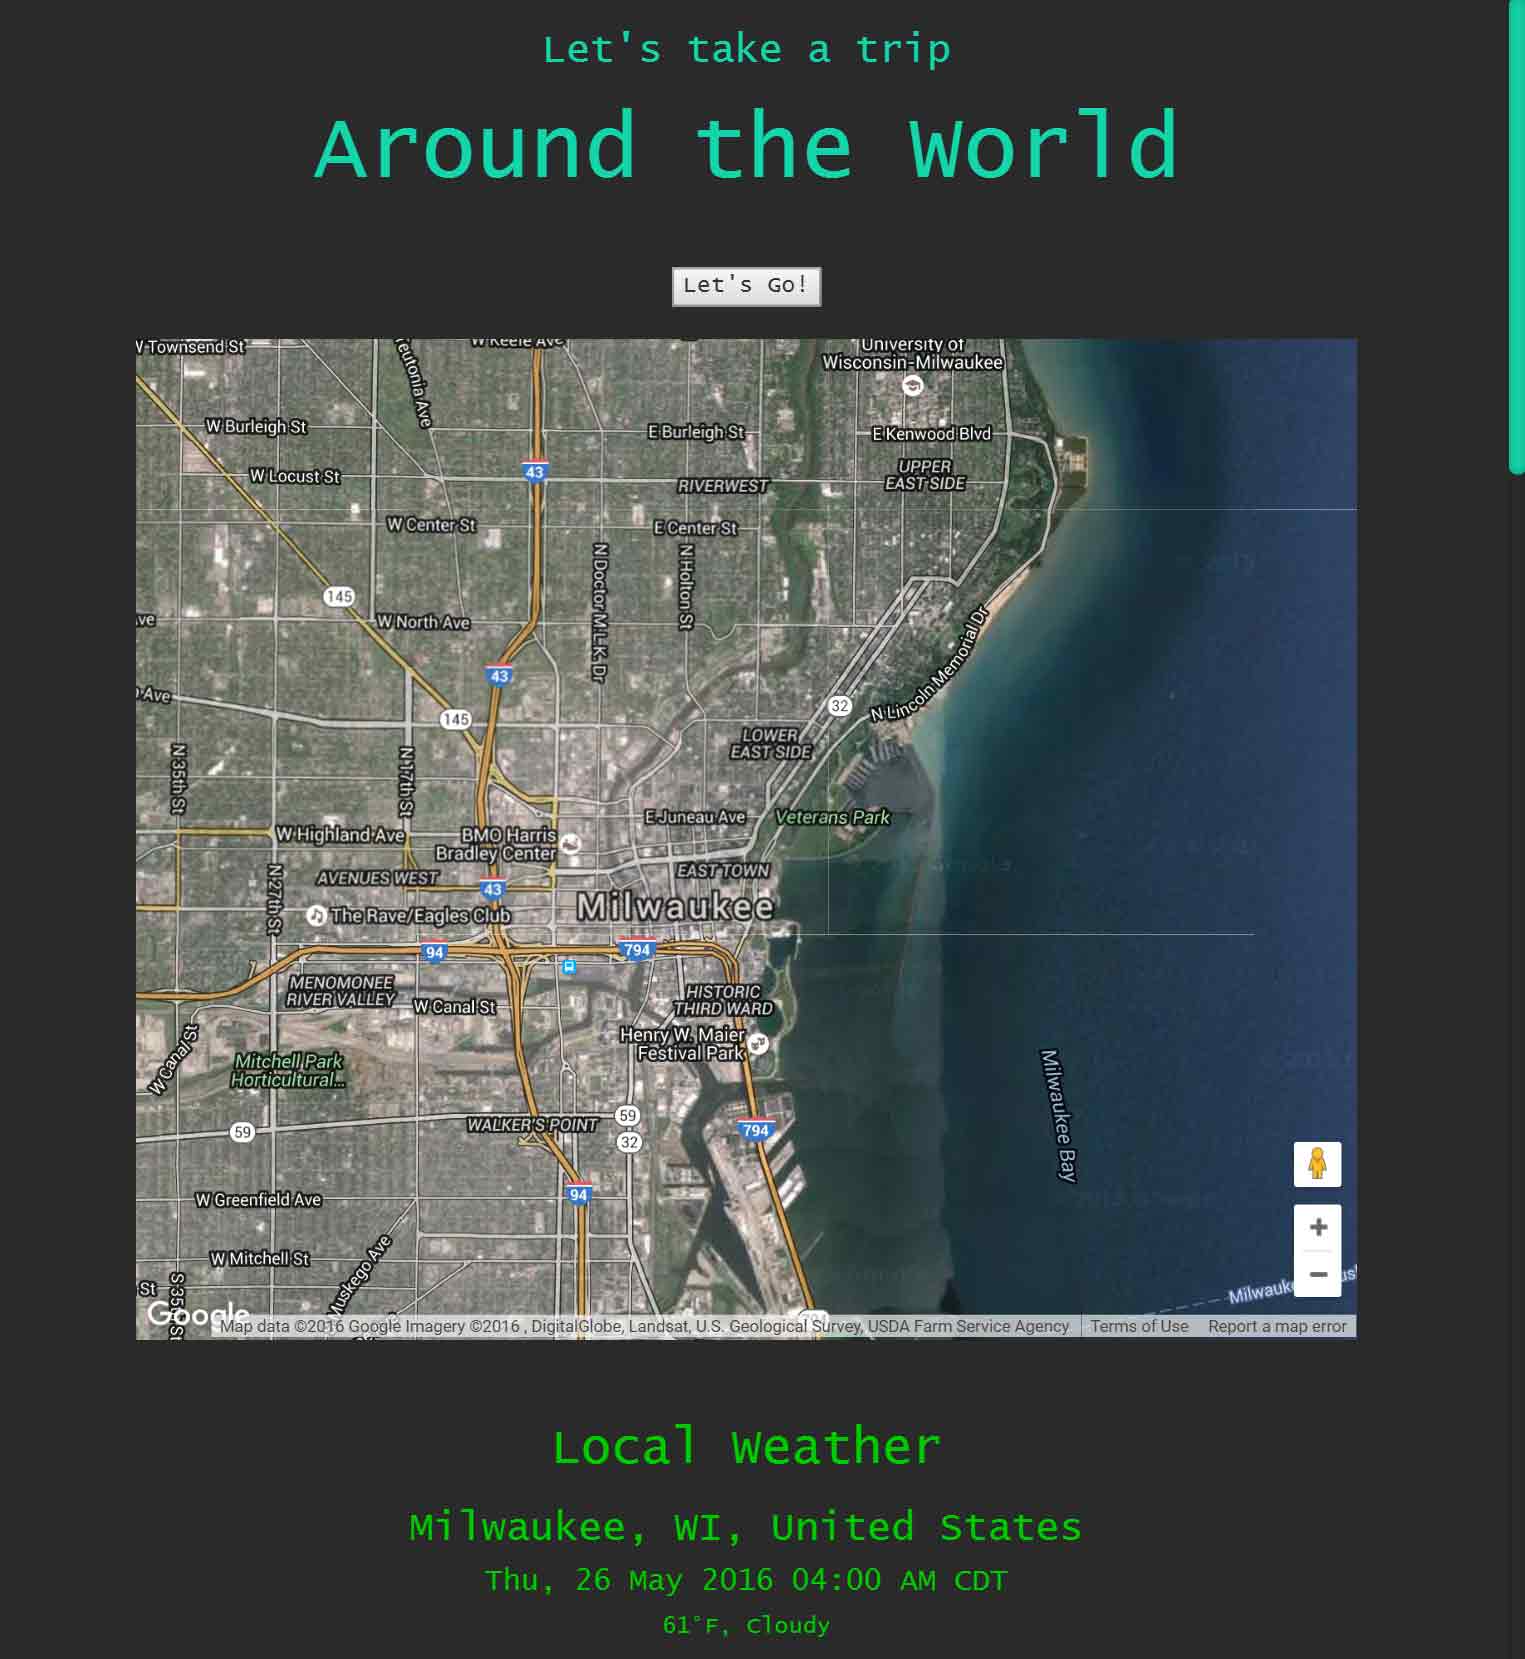 Let's take a trip
Around the World
Let's Go!
W Townsend St
W Keefe Ave
University of
Wisconsin-Milwaukee
W Burleigh St
E Burleigh St
E Kenwood Blvd
43
W Locust St
RIVERWEST
UPPER
EAST SIDE
W Center St
E Center St
N Doctor M.L.K. Dr
N Holton St
145
W North Ave
43
N Lincoln Memorial Dr
Ave
32
145
LOWER
EAST SIDE
N 35th St
N 17th St
E Juneau Ave
Veterans Park
W Highland Ave
BMO Harris
Bradley Center
EAST TOWN
AVENUES WEST
43
N 27th St
The Rave/Eagles Club
Milwaukee
94
794
MENOMONEE
RIVER VALLEY
W Canal St
HISTORIC
THIRD WARD
Henry W. Maier
Festival Park
W Canal St
Mitchell Park
Horticultural...
Milwaukee Bay
59
WALKER'S POINT
59
32
794
94
W Greenfield Ave
W Mitchell St
Muskego Ave
St
S 35th St
Google
Map data ©2016 Google Imagery ©2016 , DigitalGlobe, Landsat, U.S. Geological Survey, USDA Farm Service Agency
Terms of Use
Report a map error
Local Weather
Milwaukee, WI, United States
Thu, 26 May 2016 04:00 AM CDT
61°F, Cloudy